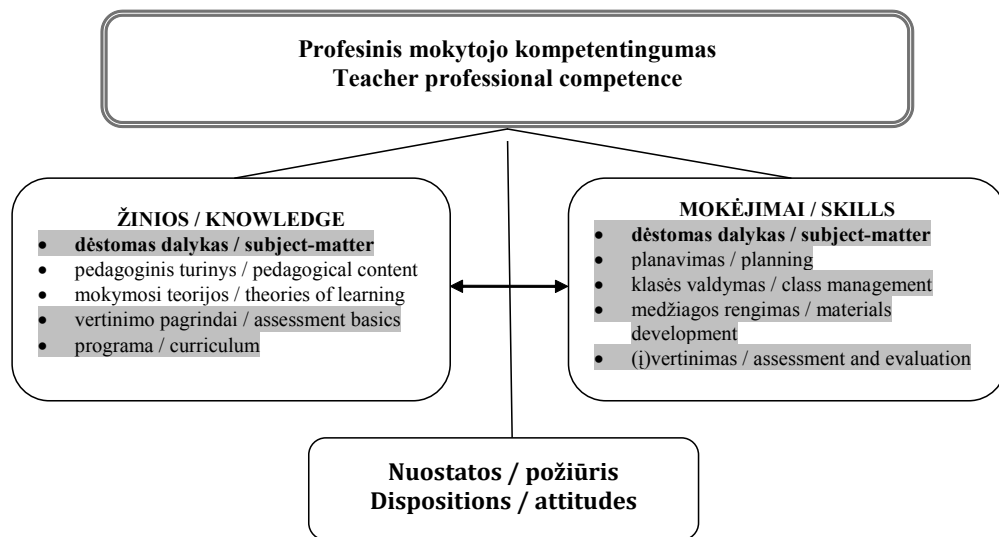 Profesinis mokytojo kompetentingumas
Teacher professional competence
ŽINIOS / KNOWLEDGE
• dėstomas dalykas / subject-matter
• pedagoginis turinys / pedagogical content
• mokymosi teorijos / theories of learning
• vertinimo pagrindai / assessment basics
• programa / curriculum
MOKĖJIMAI / SKILLS
• dėstomas dalykas / subject-matter
• planavimas / planning
• klasės valdymas / class management
• medžiagos rengimas / materials
development
• (į)vertinimas / assessment and evaluation
Nuostatos / požiūris
Dispositions / attitudes